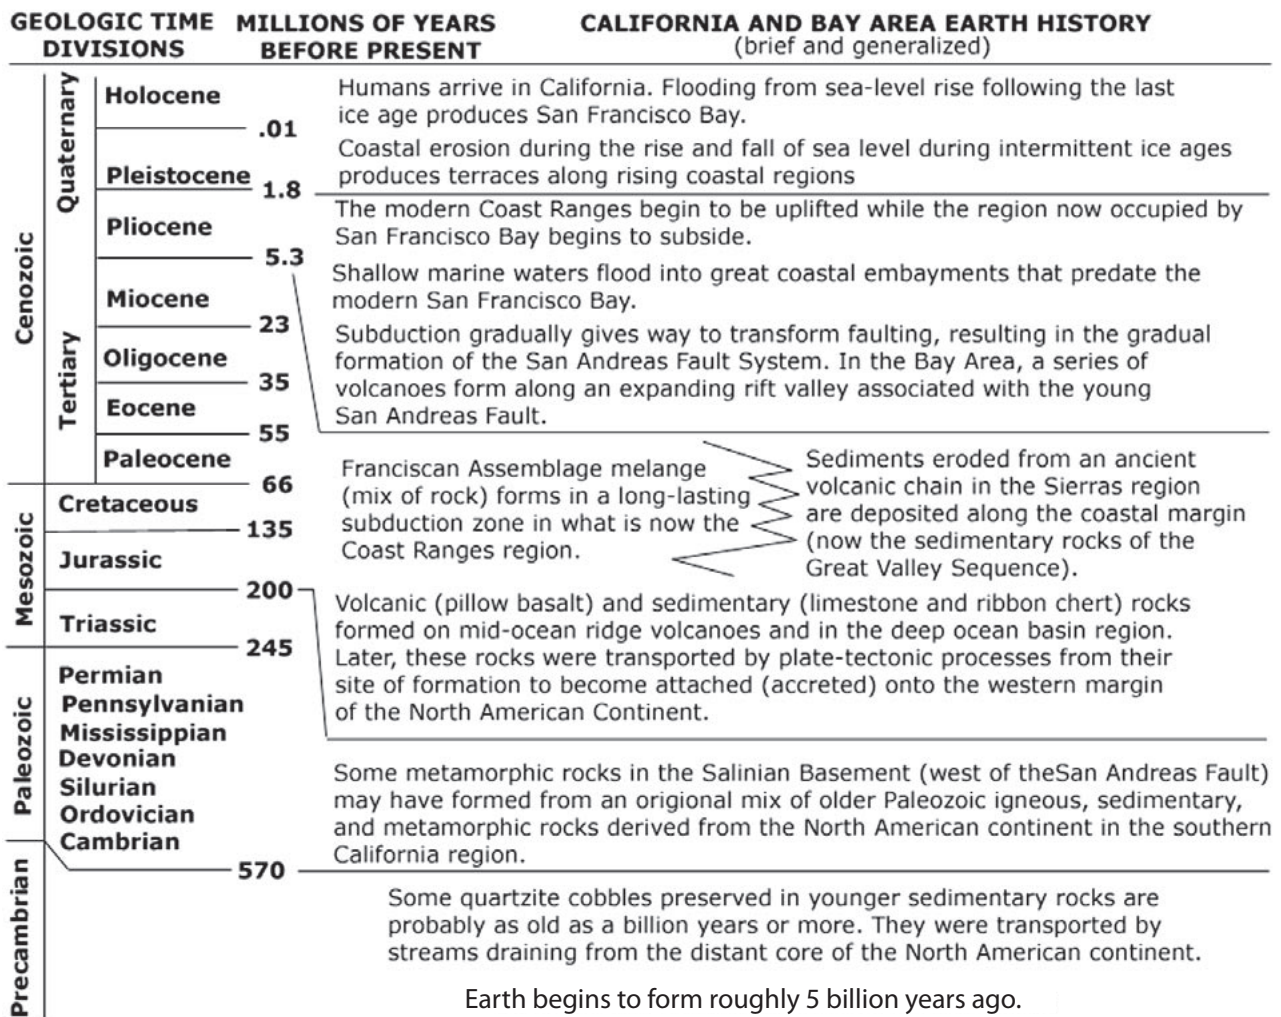 GEOLOGIC TIME DIVISIONS
MILLIONS OF YEARS BEFORE PRESENT
CALIFORNIA AND BAY AREA EARTH HISTORY
(brief and generalized)
Cenozoic
Quaternary
Holocene
.01
Humans arrive in California. Flooding from sea-level rise following the last
ice age produces San Francisco Bay.
Pleistocene
1.8
Coastal erosion during the rise and fall of sea level during intermittent ice ages
produces terraces along rising coastal regions
Tertiary
Pliocene
5.3
The modern Coast Ranges begin to be uplifted while the region now occupied by
San Francisco Bay begins to subside.
Miocene
23
Shallow marine waters flood into great coastal embayments that predate the
modern San Francisco Bay.
Oligocene
35
Eocene
55
Subduction gradually gives way to transform faulting, resulting in the gradual
formation of the San Andreas Fault System. In the Bay Area, a series of
volcanoes form along an expanding rift valley associated with the young
San Andreas Fault.
Paleocene
66
Mesozoic
Cretaceous
135
Jurassic
200
Franciscan Assemblage melange
(mix of rock) forms in a long-lasting
subduction zone in what is now the
Coast Ranges region.
Sediments eroded from an ancient
volcanic chain in the Sierras region
are deposited along the coastal margin
(now the sedimentary rocks of the
Great Valley Sequence).
Triassic
245
Volcanic (pillow basalt) and sedimentary (limestone and ribbon chert) rocks
formed on mid-ocean ridge volcanoes and in the deep ocean basin region.
Later, these rocks were transported by plate-tectonic processes from their
site of formation to become attached (accreted) onto the western margin
of the North American Continent.
Paleozoic
Permian
Pennsylvanian
Mississippian
Devonian
Silurian
Ordovician
Cambrian
570
Some metamorphic rocks in the Salinian Basement (west of theSan Andreas Fault)
may have formed from an origional mix of older Paleozoic igneous, sedimentary,
and metamorphic rocks derived from the North American continent in the southern
California region.
Precambrian
Some quartzite cobbles preserved in younger sedimentary rocks are
probably as old as a billion years or more. They were transported by
streams draining from the distant core of the North American continent.
Earth begins to form roughly 5 billion years ago.